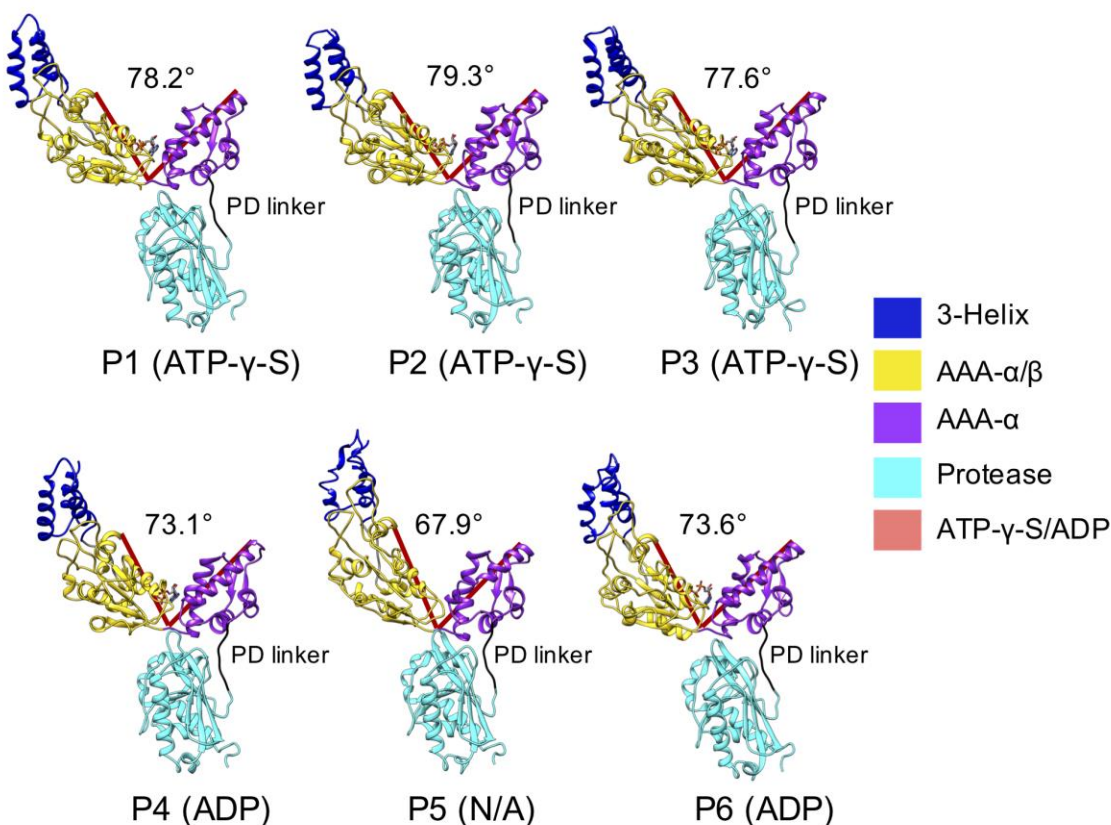 78.2°
79.3°
77.6°
PD linker
PD linker
PD linker
P1 (ATP-γ-S)
P2 (ATP-γ-S)
P3 (ATP-γ-S)
3-Helix
AAA-α/β
AAA-α
Protease
ATP-γ-S/ADP
73.1°
67.9°
73.6°
PD linker
PD linker
PD linker
P4 (ADP)
P5 (N/A)
P6 (ADP)